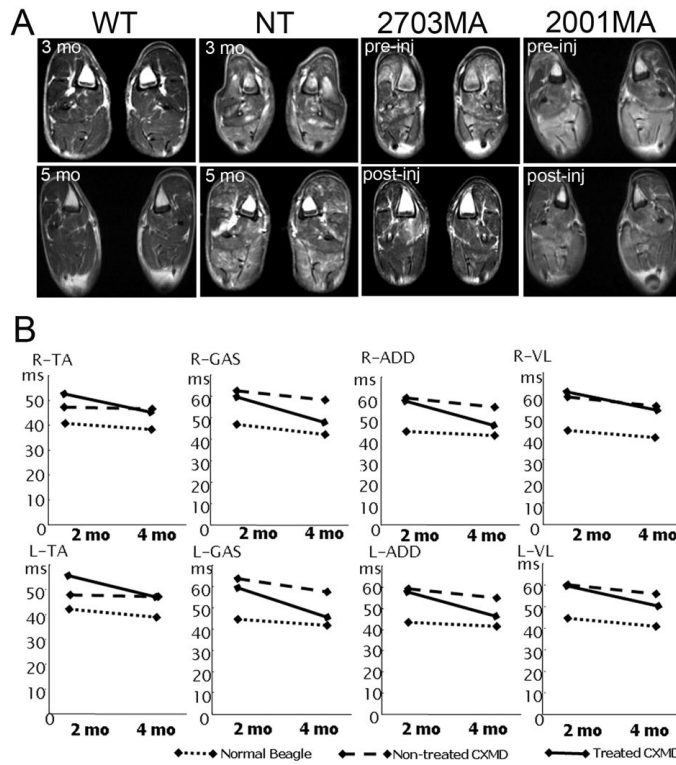 A
WT NT 2703MA 2001MA
3 mo 3 mo pre-inj pre-inj
5 mo 5 mo post-inj post-inj
B
R-TA R-GAS R-ADD R-VL
ms ms ms ms
50 60 60 60
40 50 50 50
30 40 40 40
20 30 30 30
10 20 20 20
0 10 10 10
0 0 0
2 mo 4 mo 2 mo 4 mo 2 mo 4 mo 2 mo 4 mo
L-TA L-GAS L-ADD L-VL
ms ms ms ms
50 60 60 60
40 50 50 50
30 40 40 40
20 30 30 30
10 20 20 20
0 10 10 10
0 0 0
2 mo 4 mo 2 mo 4 mo 2 mo 4 mo 2 mo 4 mo
Normal Beagle Non-treated CXMD Treated CXMD